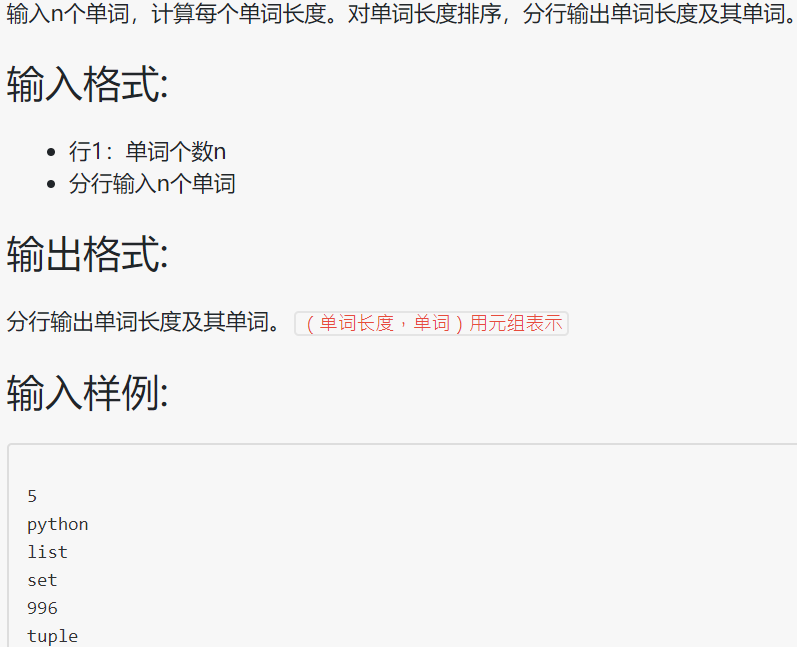 输入n个单词，计算每个单词长度。对单词长度排序，分行输出单词长度及其单词。
输入格式:
行1：单词个数n
分行输入n个单词
输出格式:
分行输出单词长度及其单词。（单词长度，单词）用元组表示
输入样例:
5
python
list
set
996
tuple